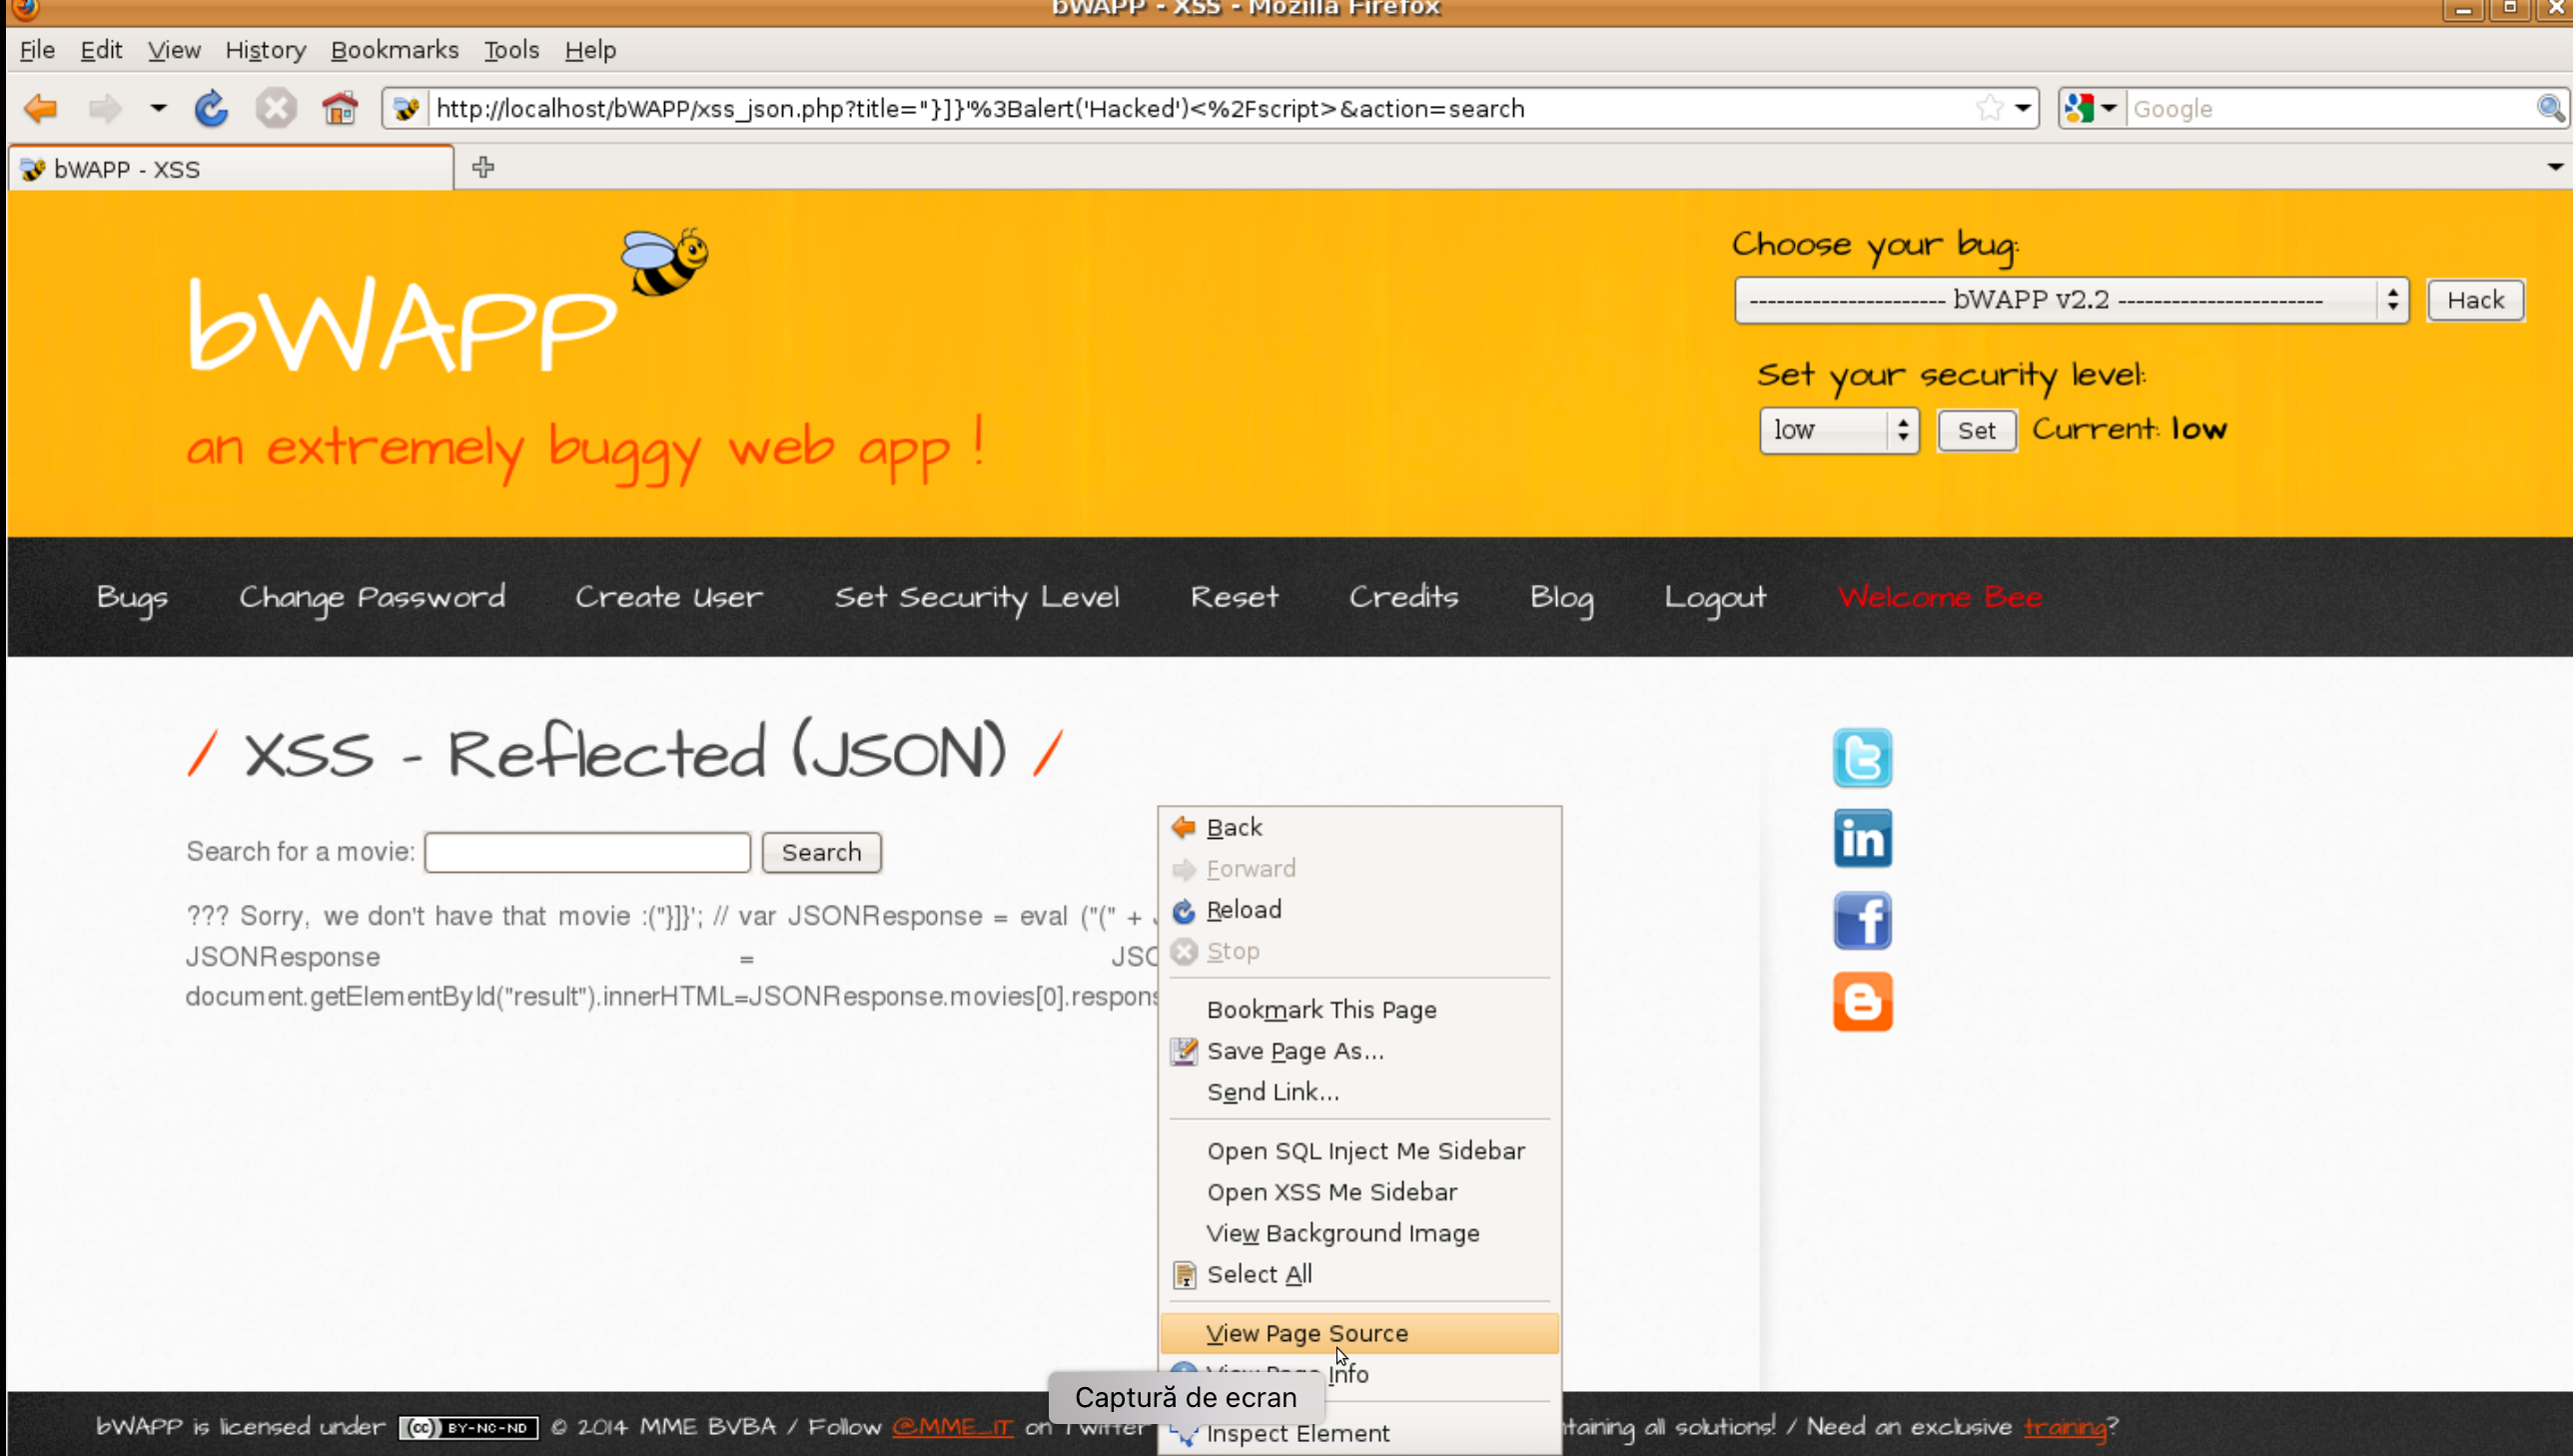 bWAPP - XSS - Mozilla Firefox
File Edit View History Bookmarks Tools Help
http://localhost/bWAPP/xss_json.php?title="}]}'%3Balert('Hacked')<%2Fscript>&action=search
Google
bWAPP - XSS
Choose your bug:
---------------------- bWAPP v2.2 -----------------------
Hack
bWAPP
Set your security level:
low Set Current: low
an extremely buggy web app !
Bugs Change Password Create User Set Security Level Reset Credits Blog Logout Welcome Bee
/ XSS - Reflected (JSON) /
Search for a movie: Search
??? Sorry, we don't have that movie :("}]}'; // var JSONResponse = eval ("(" +
JSONResponse = JSO
document.getElementById("result").innerHTML=JSONResponse.movies[0].respons
Back
Forward
Reload
Stop
Bookmark This Page
Save Page As...
Send Link...
Open SQL Inject Me Sidebar
Open XSS Me Sidebar
View Background Image
Select All
View Page Source
View Page Info
Captură de ecran
Inspect Element
bWAPP is licensed under (cc) BY-NC-ND © 2014 MME BVBA / Follow @MME_IT on Twitter taining all solutions! / Need an exclusive training?